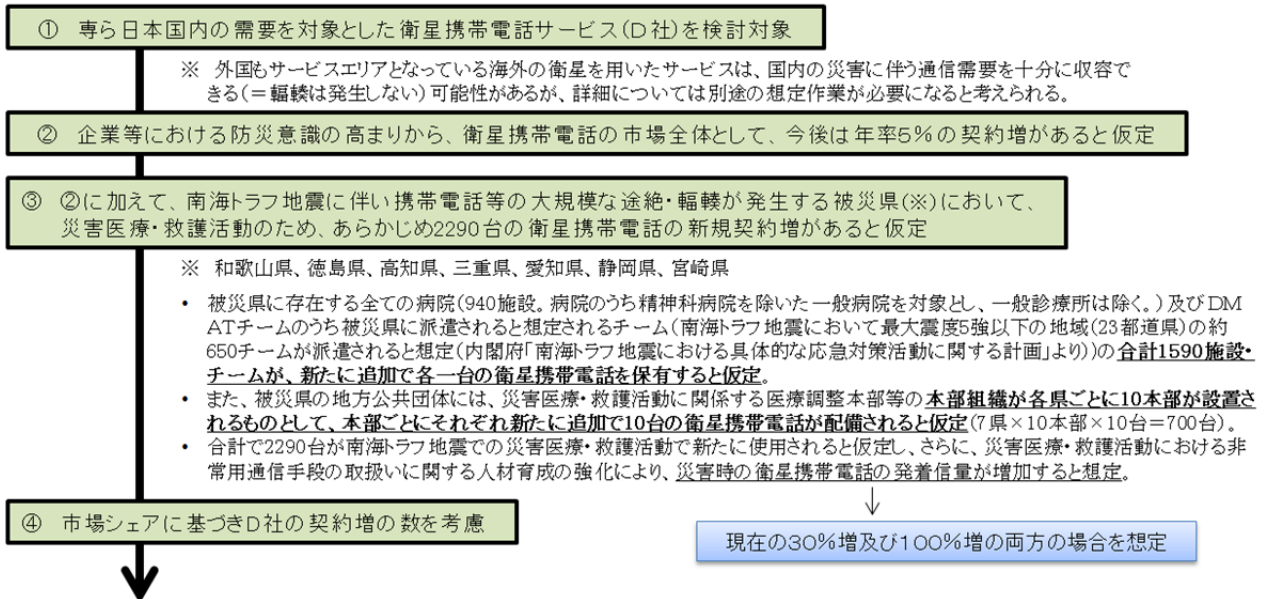 ① 専ら日本国内の需要を対象とした衛星携帯電話サービス(D社)を検討対象
※ 外国もサービスエリアとなっている海外の衛星を用いたサービスは、国内の災害に伴う通信需要を十分に収容で
きる(=輻輳は発生しない)可能性があるが、詳細については別途の想定作業が必要になると考えられる。
② 企業等における防災意識の高まりから、衛星携帯電話の市場全体として、今後は年率5%の契約増があると仮定
③ ②に加えて、南海トラフ地震に伴い携帯電話等の大規模な途絶・輻輳が発生する被災県(※)において、
災害医療・救護活動のため、あらかじめ2290台の衛星携帯電話の新規契約増があると仮定
※ 和歌山県、徳島県、高知県、三重県、愛知県、静岡県、宮崎県
• 被災県に存在する全ての病院(940施設。病院のうち精神科病院を除いた一般病院を対象とし、一般診療所は除く。)及びDM
ATチームのうち被災県に派遣されると想定されるチーム(南海トラフ地震において最大震度5強以下の地域(23都道県)の約
650チームが派遣されると想定(内閣府「南海トラフ地震における具体的な応急対策活動に関する計画」より))の合計1590施設・
チームが、新たに追加で各一台の衛星携帯電話を保有すると仮定。
• また、被災県の地方公共団体には、災害医療・救護活動に関係する医療調整本部等の本部組織が各県ごとに10本部が設置さ
れるものとして、本部ごとにそれぞれ新たに追加で10台の衛星携帯電話が配備されると仮定(7県×10本部×10台=700台)。
• 合計で2290台が南海トラフ地震での災害医療・救護活動で新たに使用されると仮定し、さらに、災害医療・救護活動における非
常用通信手段の取扱いに関する人材育成の強化により、災害時の衛星携帯電話の発着信量が増加すると想定。
④ 市場シェアに基づきD社の契約増の数を考慮
現在の30%増及び100%増の両方の場合を想定